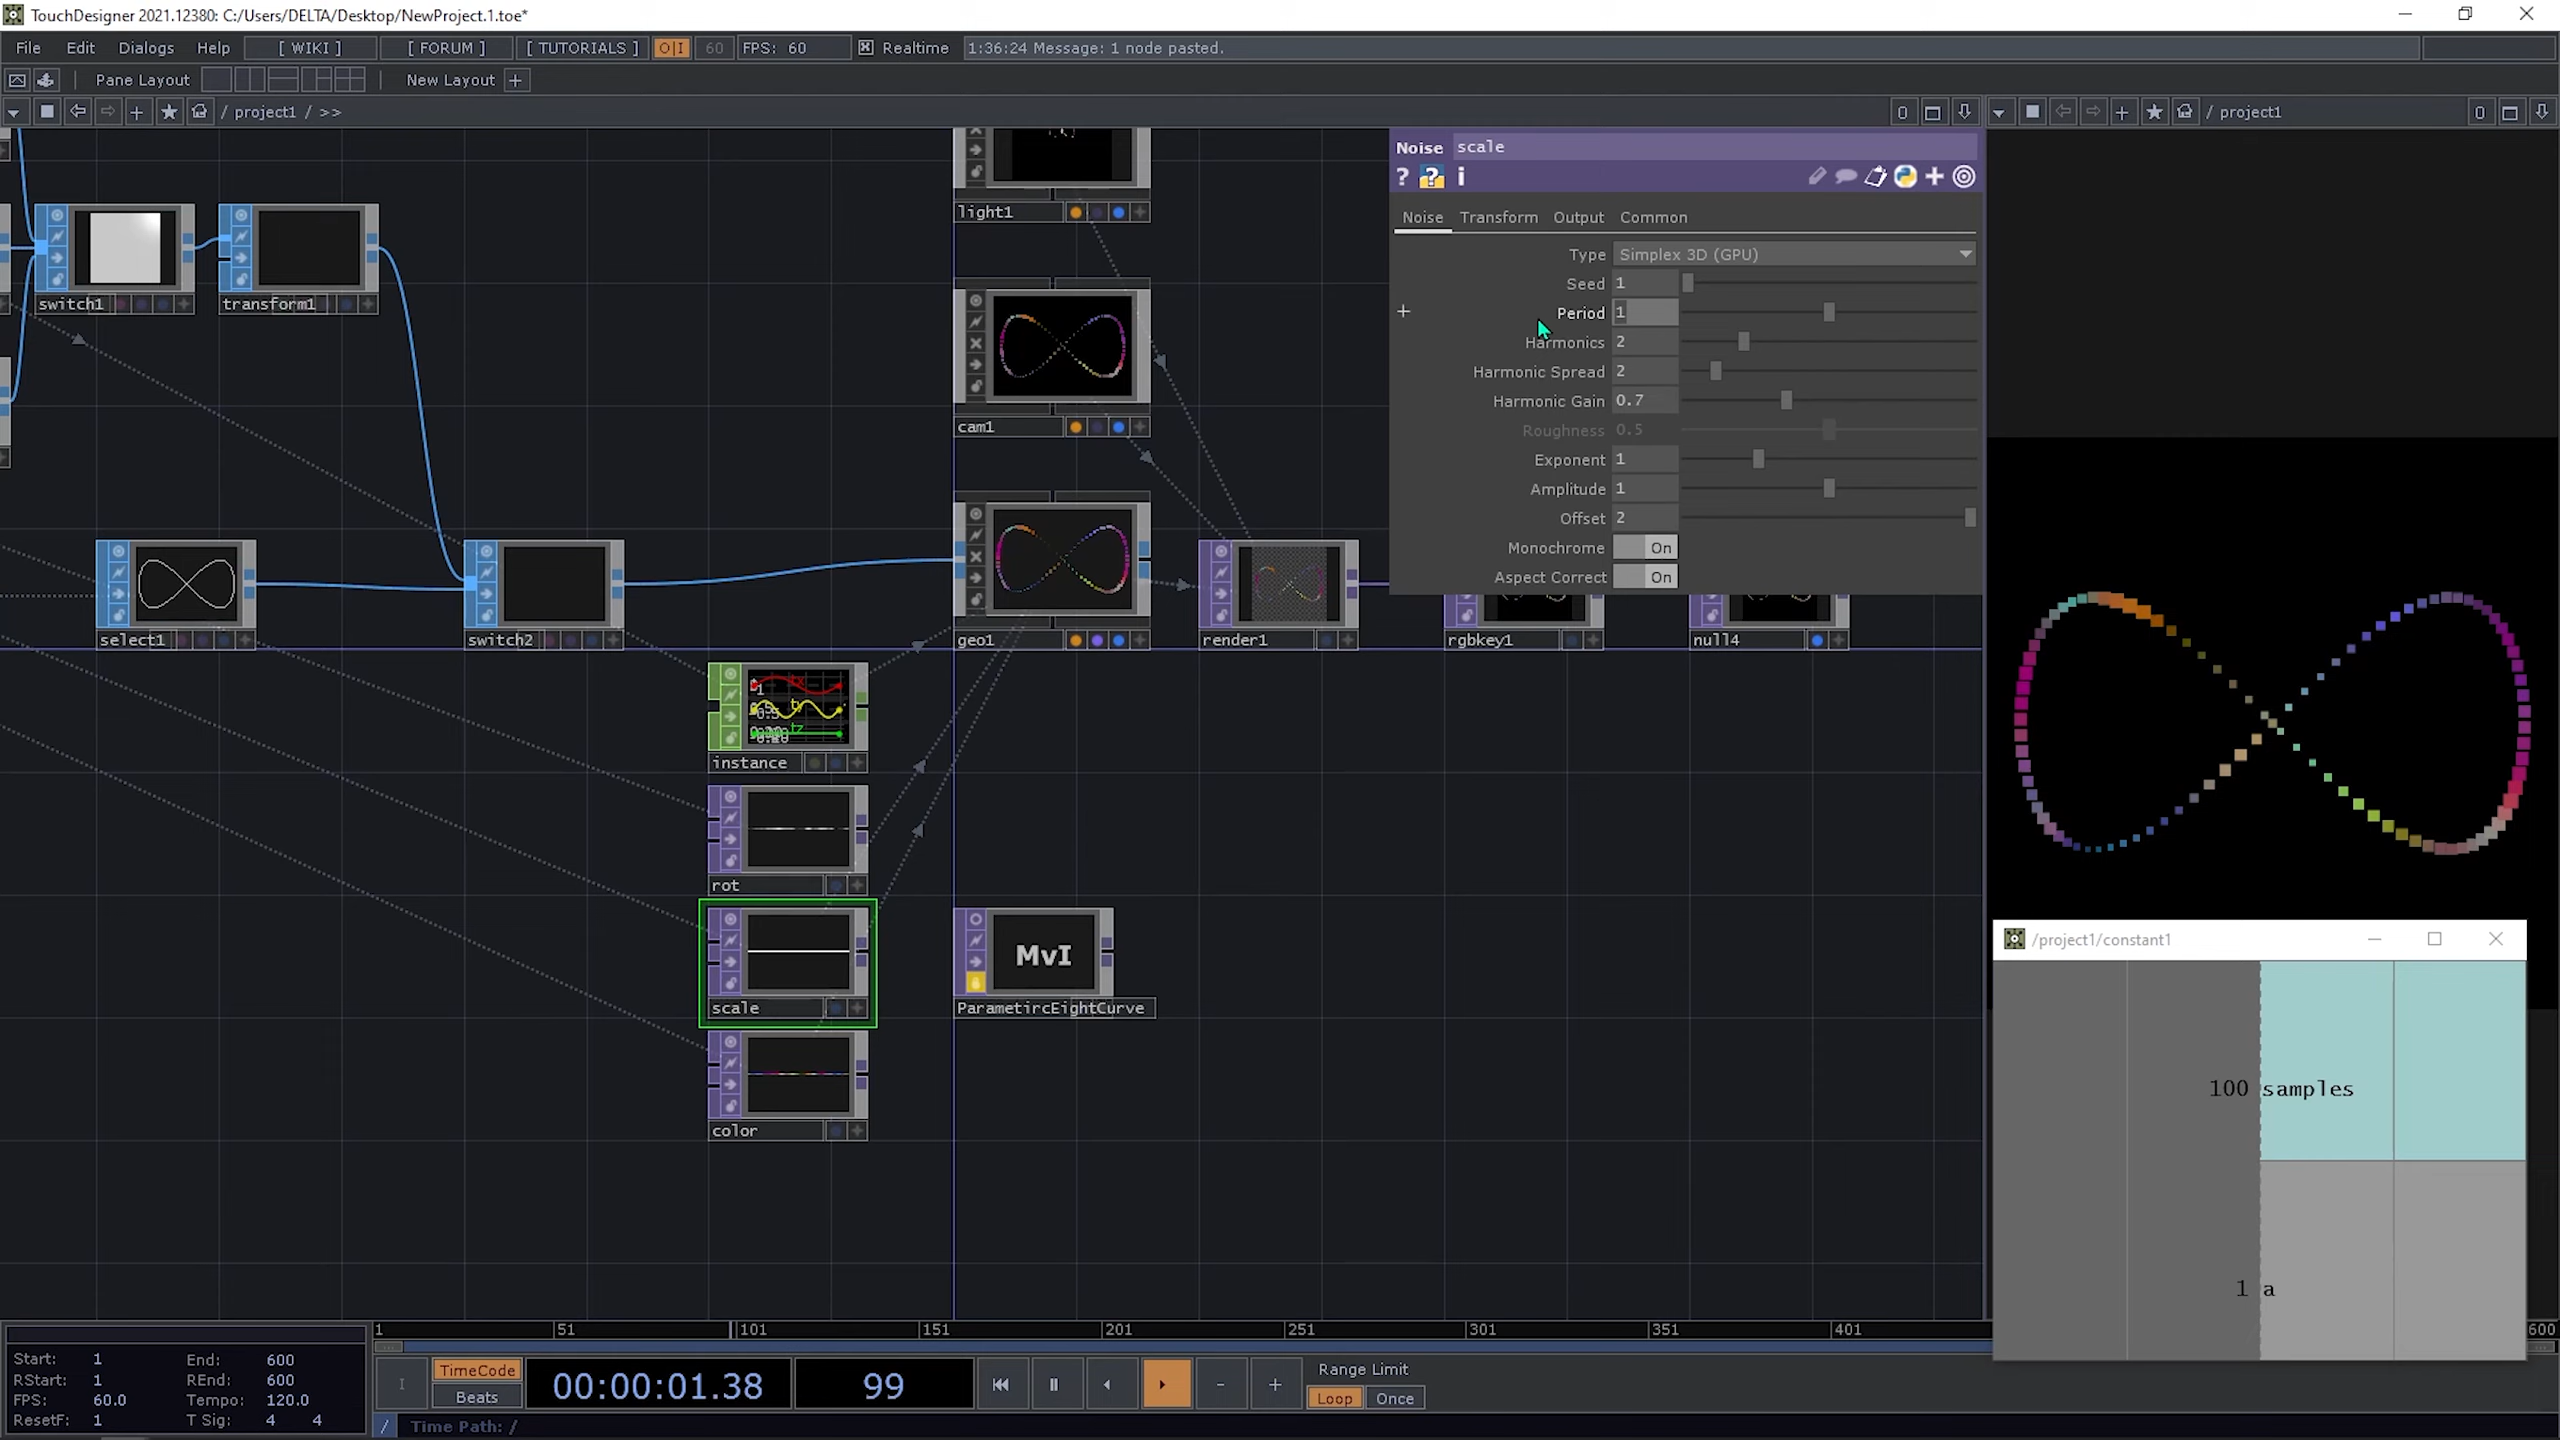 TouchDesigner 2021.12380: C:/Users/DELTA/Desktop/NewProject.1.toe*
File Edit Dialogs Help [ WIKI ] [ FORUM ] [ TUTORIALS ] O|I 60 FPS: 60 Realtime 1:36:24 Message: 1 node pasted.
Pane Layout New Layout +
/ project1 / >> 0 / project1 0
Noise scale
? ? i
light1
Noise Transform Output Common
Type Simplex 3D (GPU)
Seed 1
Period 1
Harmonics 2
Harmonic Spread 2
Harmonic Gain 0.7
Roughness 0.5
Exponent 1
Amplitude 1
Offset 2
Monochrome On
Aspect Correct On
switch1 transform1
cam1
select1 switch2 geo1 render1 rgbkey1 null4
instance
rot
MvI
scale ParametircEightCurve
color
/project1/constant1
100 samples
1 a
1 51 101 151 201 251 301 351 401 600
Start: 1 End: 600
RStart: 1 REnd: 600
FPS: 60.0 Tempo: 120.0
ResetF: 1 T Sig: 4 4
TimeCode
Beats
00:00:01.38 99
Range Limit
Loop Once
/ Time Path: /